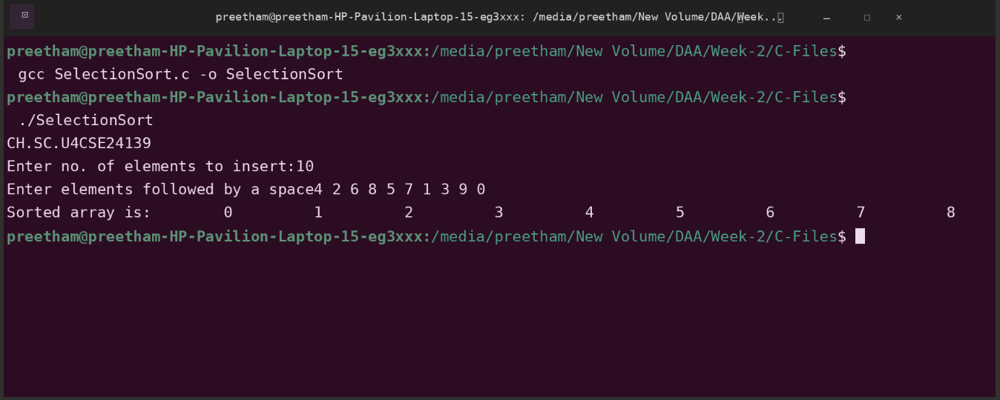 preetham@preetham-HP-Pavilion-Laptop-15-eg3xxx: /media/preetham/New Volume/DAA/Week...
preetham@preetham-HP-Pavilion-Laptop-15-eg3xxx:/media/preetham/New Volume/DAA/Week-2/C-Files$
gcc SelectionSort.c -o SelectionSort
preetham@preetham-HP-Pavilion-Laptop-15-eg3xxx:/media/preetham/New Volume/DAA/Week-2/C-Files$
./SelectionSort
CH.SC.U4CSE24139
Enter no. of elements to insert:10
Enter elements followed by a space4 2 6 8 5 7 1 3 9 0
Sorted array is: 0 1 2 3 4 5 6 7 8
preetham@preetham-HP-Pavilion-Laptop-15-eg3xxx:/media/preetham/New Volume/DAA/Week-2/C-Files$